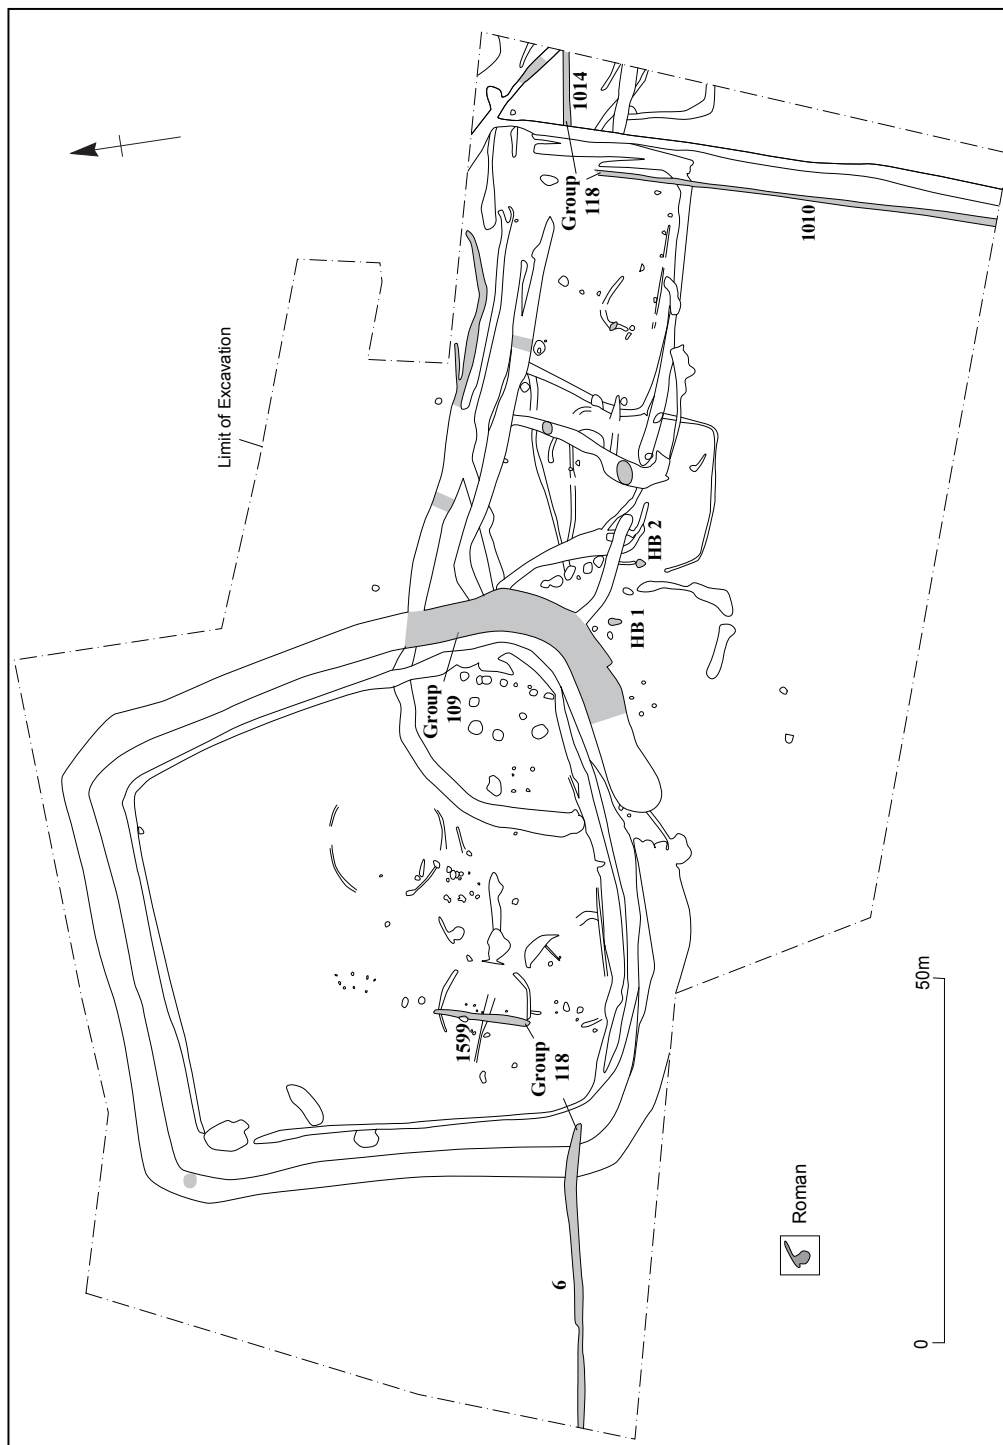 Limit of Excavation
Group
109
HB 1
HB 2
Group
118
1014
1010
1599
Group
118
6
Roman
0
50m